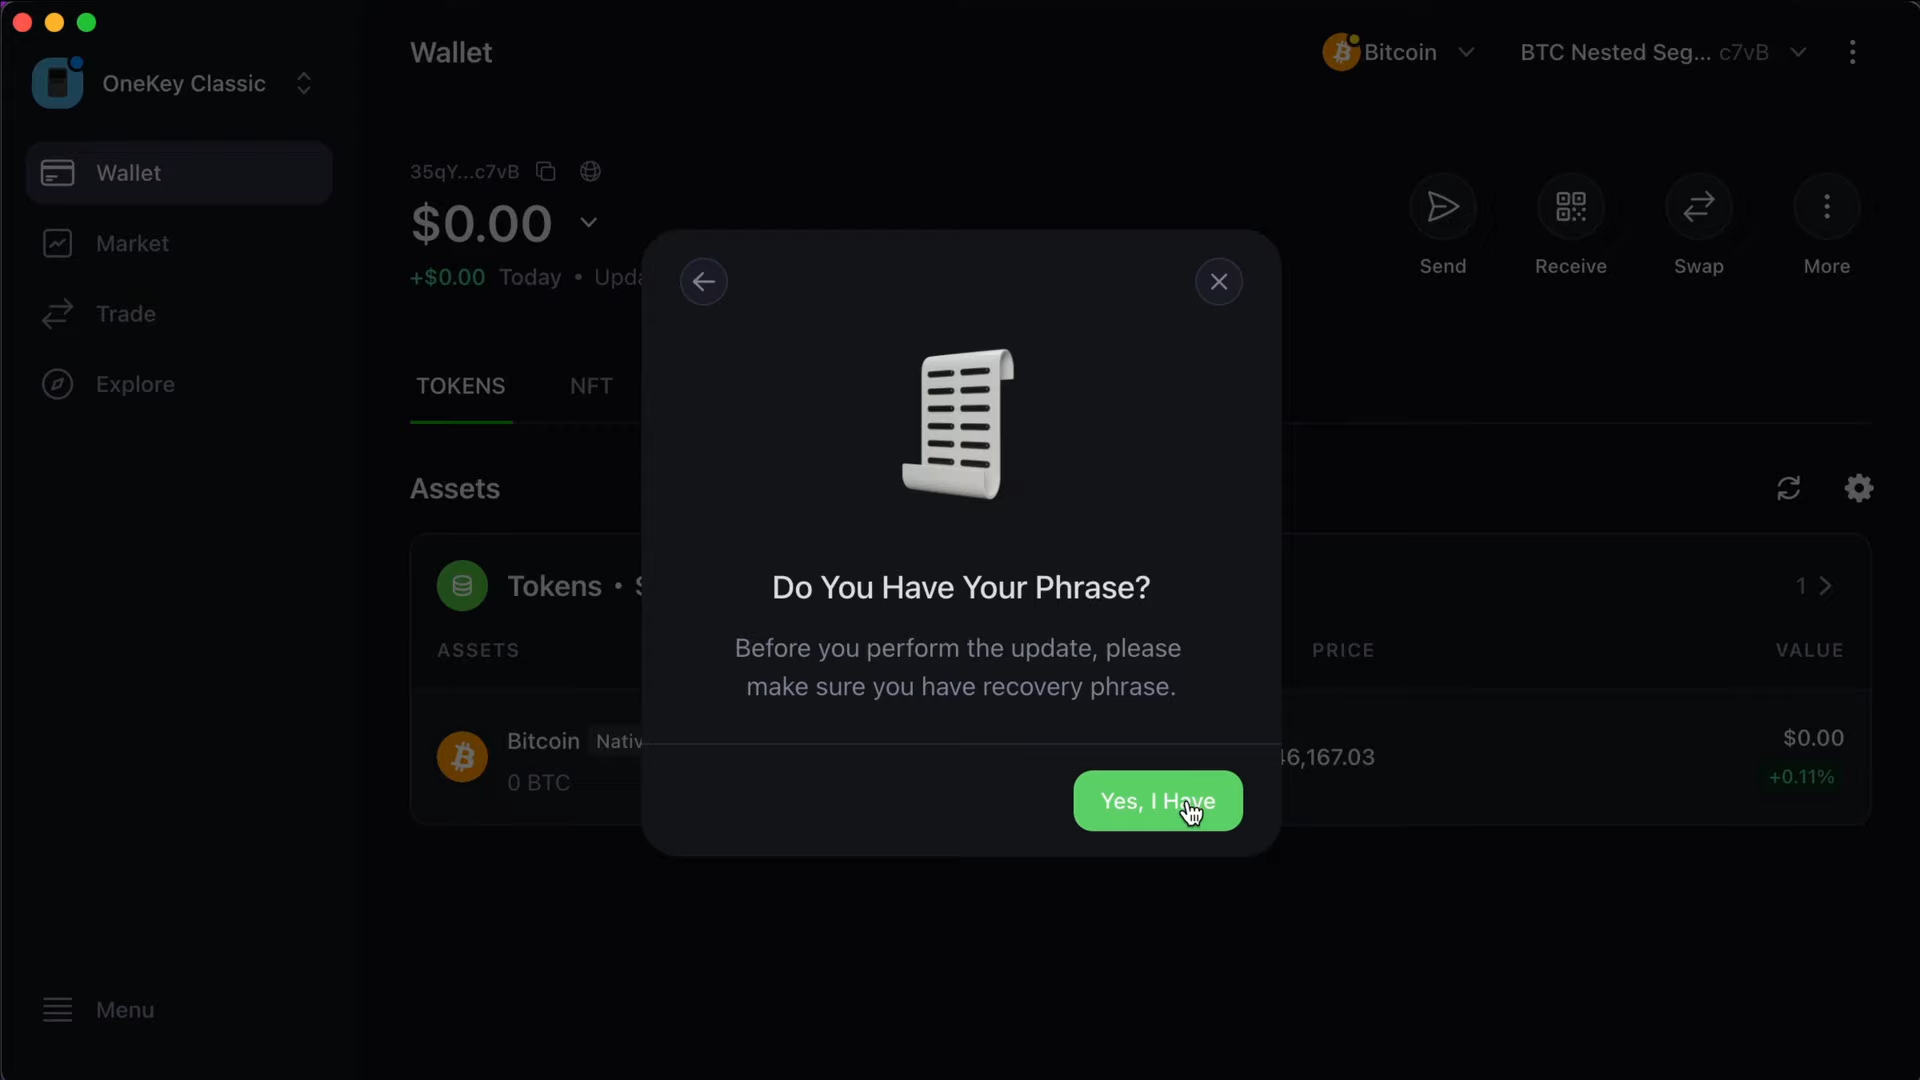 Wallet
Bitcoin
BTC Nested Seg... c7vB
OneKey Classic
Wallet
Market
Trade
Explore
Menu
35qY...c7vB
$0.00
+$0.00 Today •
Send
Receive
Swap
More
TOKENS
NFT
Assets
Tokens •
1
ASSETS
PRICE
VALUE
Bitcoin
0 BTC
6,167.03
$0.00
+0.11%
Do You Have Your Phrase?
Before you perform the update, please
make sure you have recovery phrase.
Yes, I Have